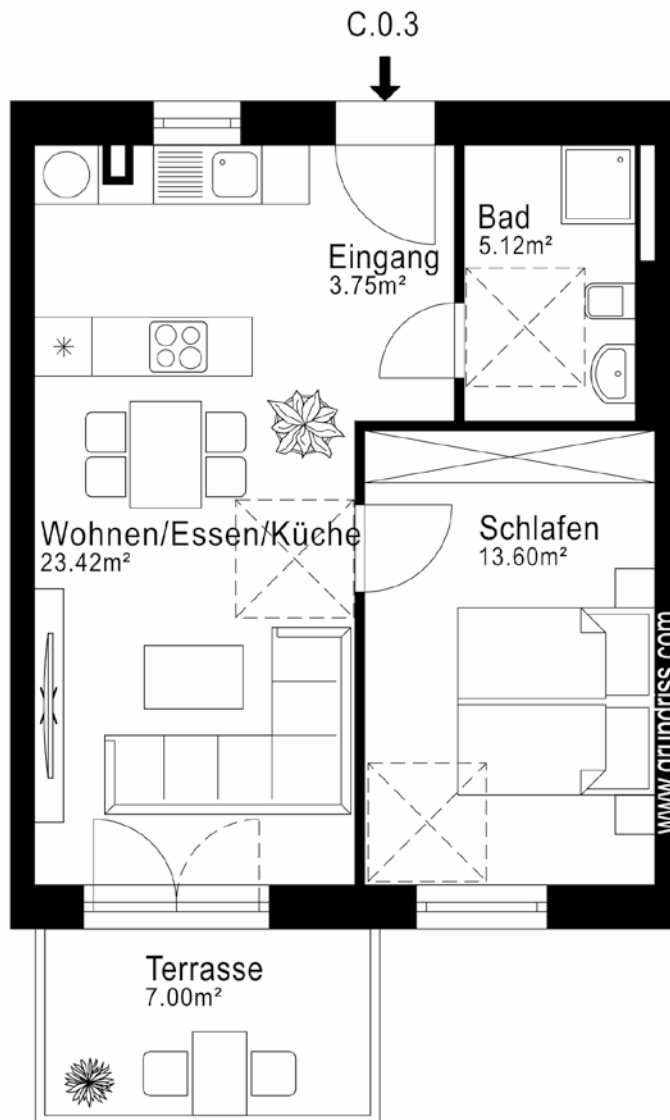 C.0.3
Bad
5.12m²
Eingang
3.75m²
Wohnen/Essen/Küche
23.42m²
Schlafen
13.60m²
www.grundriss.com
Terrasse
7.00m²